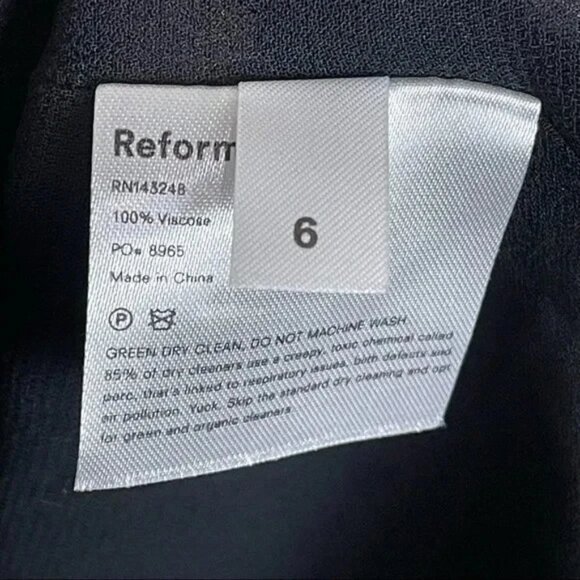 Reform
6
RN143248
100% Viscose
PO# 8965
Made in China
P
GREEN DRY CLEAN. DO NOT MACHINE WASH.
85% of dry cleaners use a creepy, toxic chemical called
perc, that's linked to respiratory issues, birth defects and
air pollution. Yuck. Skip the standard dry cleaning and opt
for green and organic cleaners.